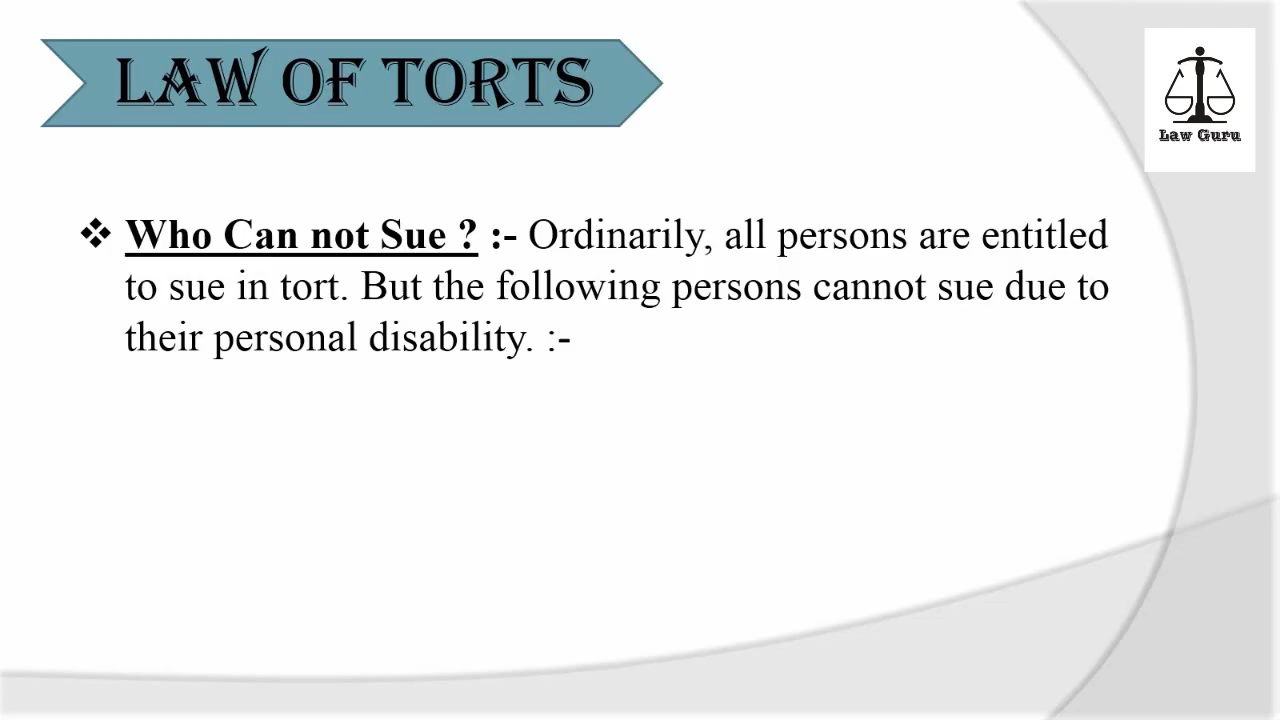 LAW OF TORTS
Law Guru
❖ Who Can not Sue ? :- Ordinarily, all persons are entitled
to sue in tort. But the following persons cannot sue due to
their personal disability. :-